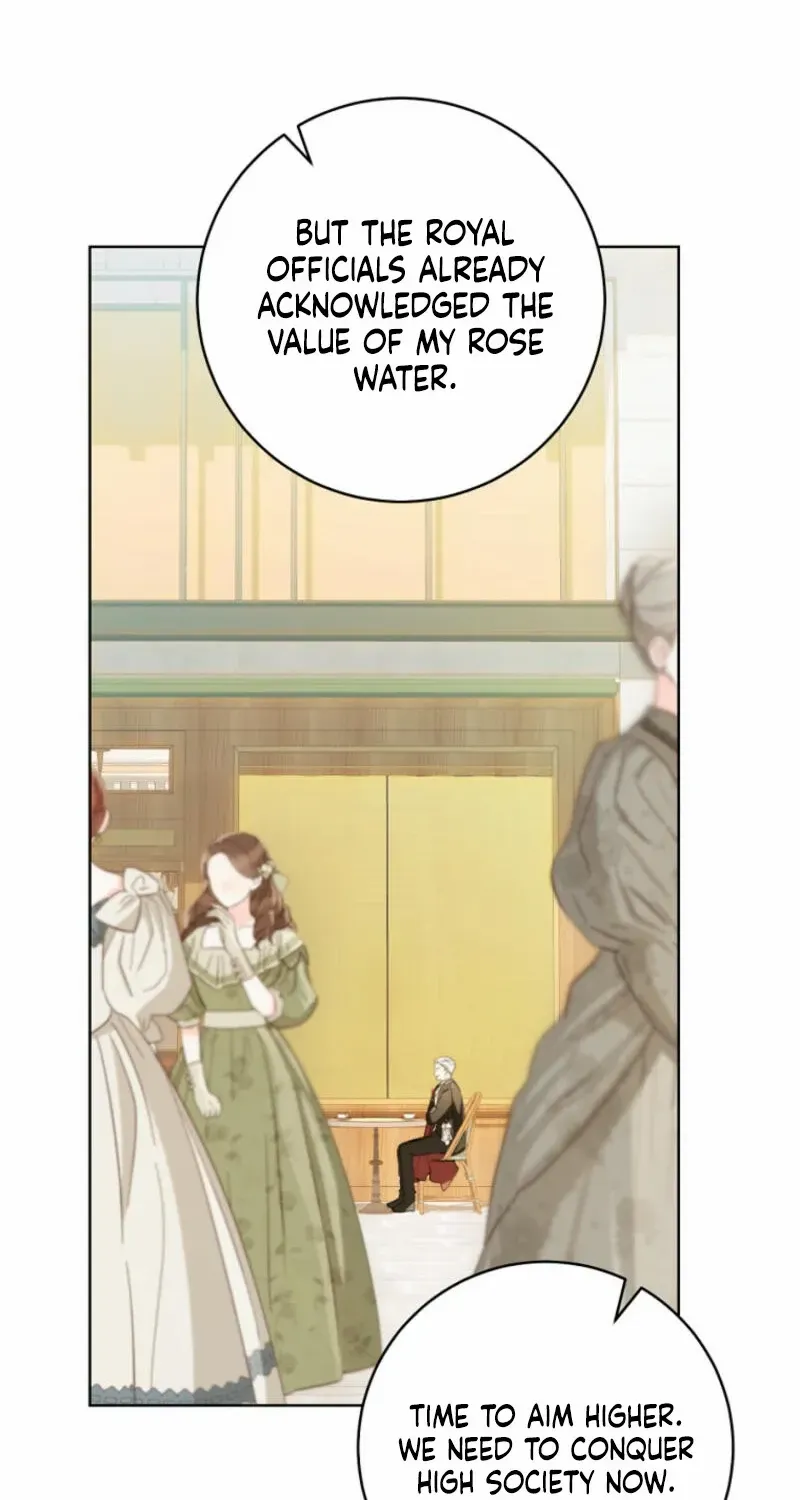 BUT THE ROYAL
OFFICIALS ALREADY
ACKNOWLEDGED THE
VALUE OF MY ROSE
WATER.
TIME TO AIM HIGHER.
WE NEED TO CONQUER
HIGH SOCIETY NOW.